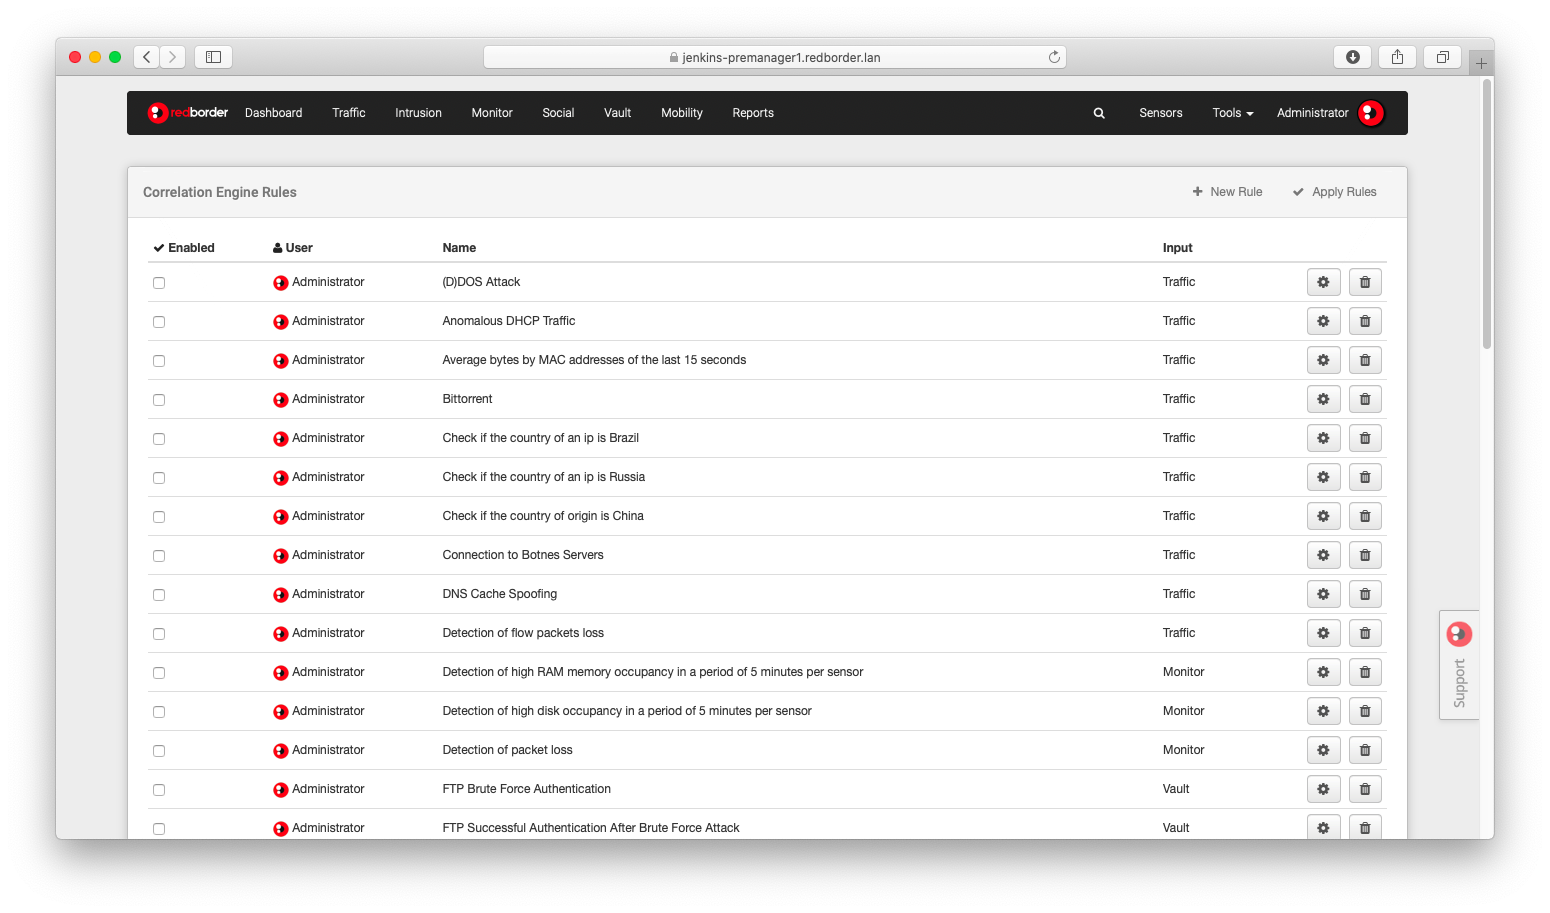 jenkins-premanager1.redborder.lan
redborder Dashboard Traffic Intrusion Monitor Social Vault Mobility Reports Sensors Tools Administrator
Correlation Engine Rules New Rule Apply Rules
Enabled User Name Input
Administrator (D)DOS Attack Traffic
Administrator Anomalous DHCP Traffic Traffic
Administrator Average bytes by MAC addresses of the last 15 seconds Traffic
Administrator Bittorrent Traffic
Administrator Check if the country of an ip is Brazil Traffic
Administrator Check if the country of an ip is Russia Traffic
Administrator Check if the country of origin is China Traffic
Administrator Connection to Botnes Servers Traffic
Administrator DNS Cache Spoofing Traffic
Administrator Detection of flow packets loss Traffic
Administrator Detection of high RAM memory occupancy in a period of 5 minutes per sensor Monitor
Administrator Detection of high disk occupancy in a period of 5 minutes per sensor Monitor
Administrator Detection of packet loss Monitor
Administrator FTP Brute Force Authentication Vault
Administrator FTP Successful Authentication After Brute Force Attack Vault
Support